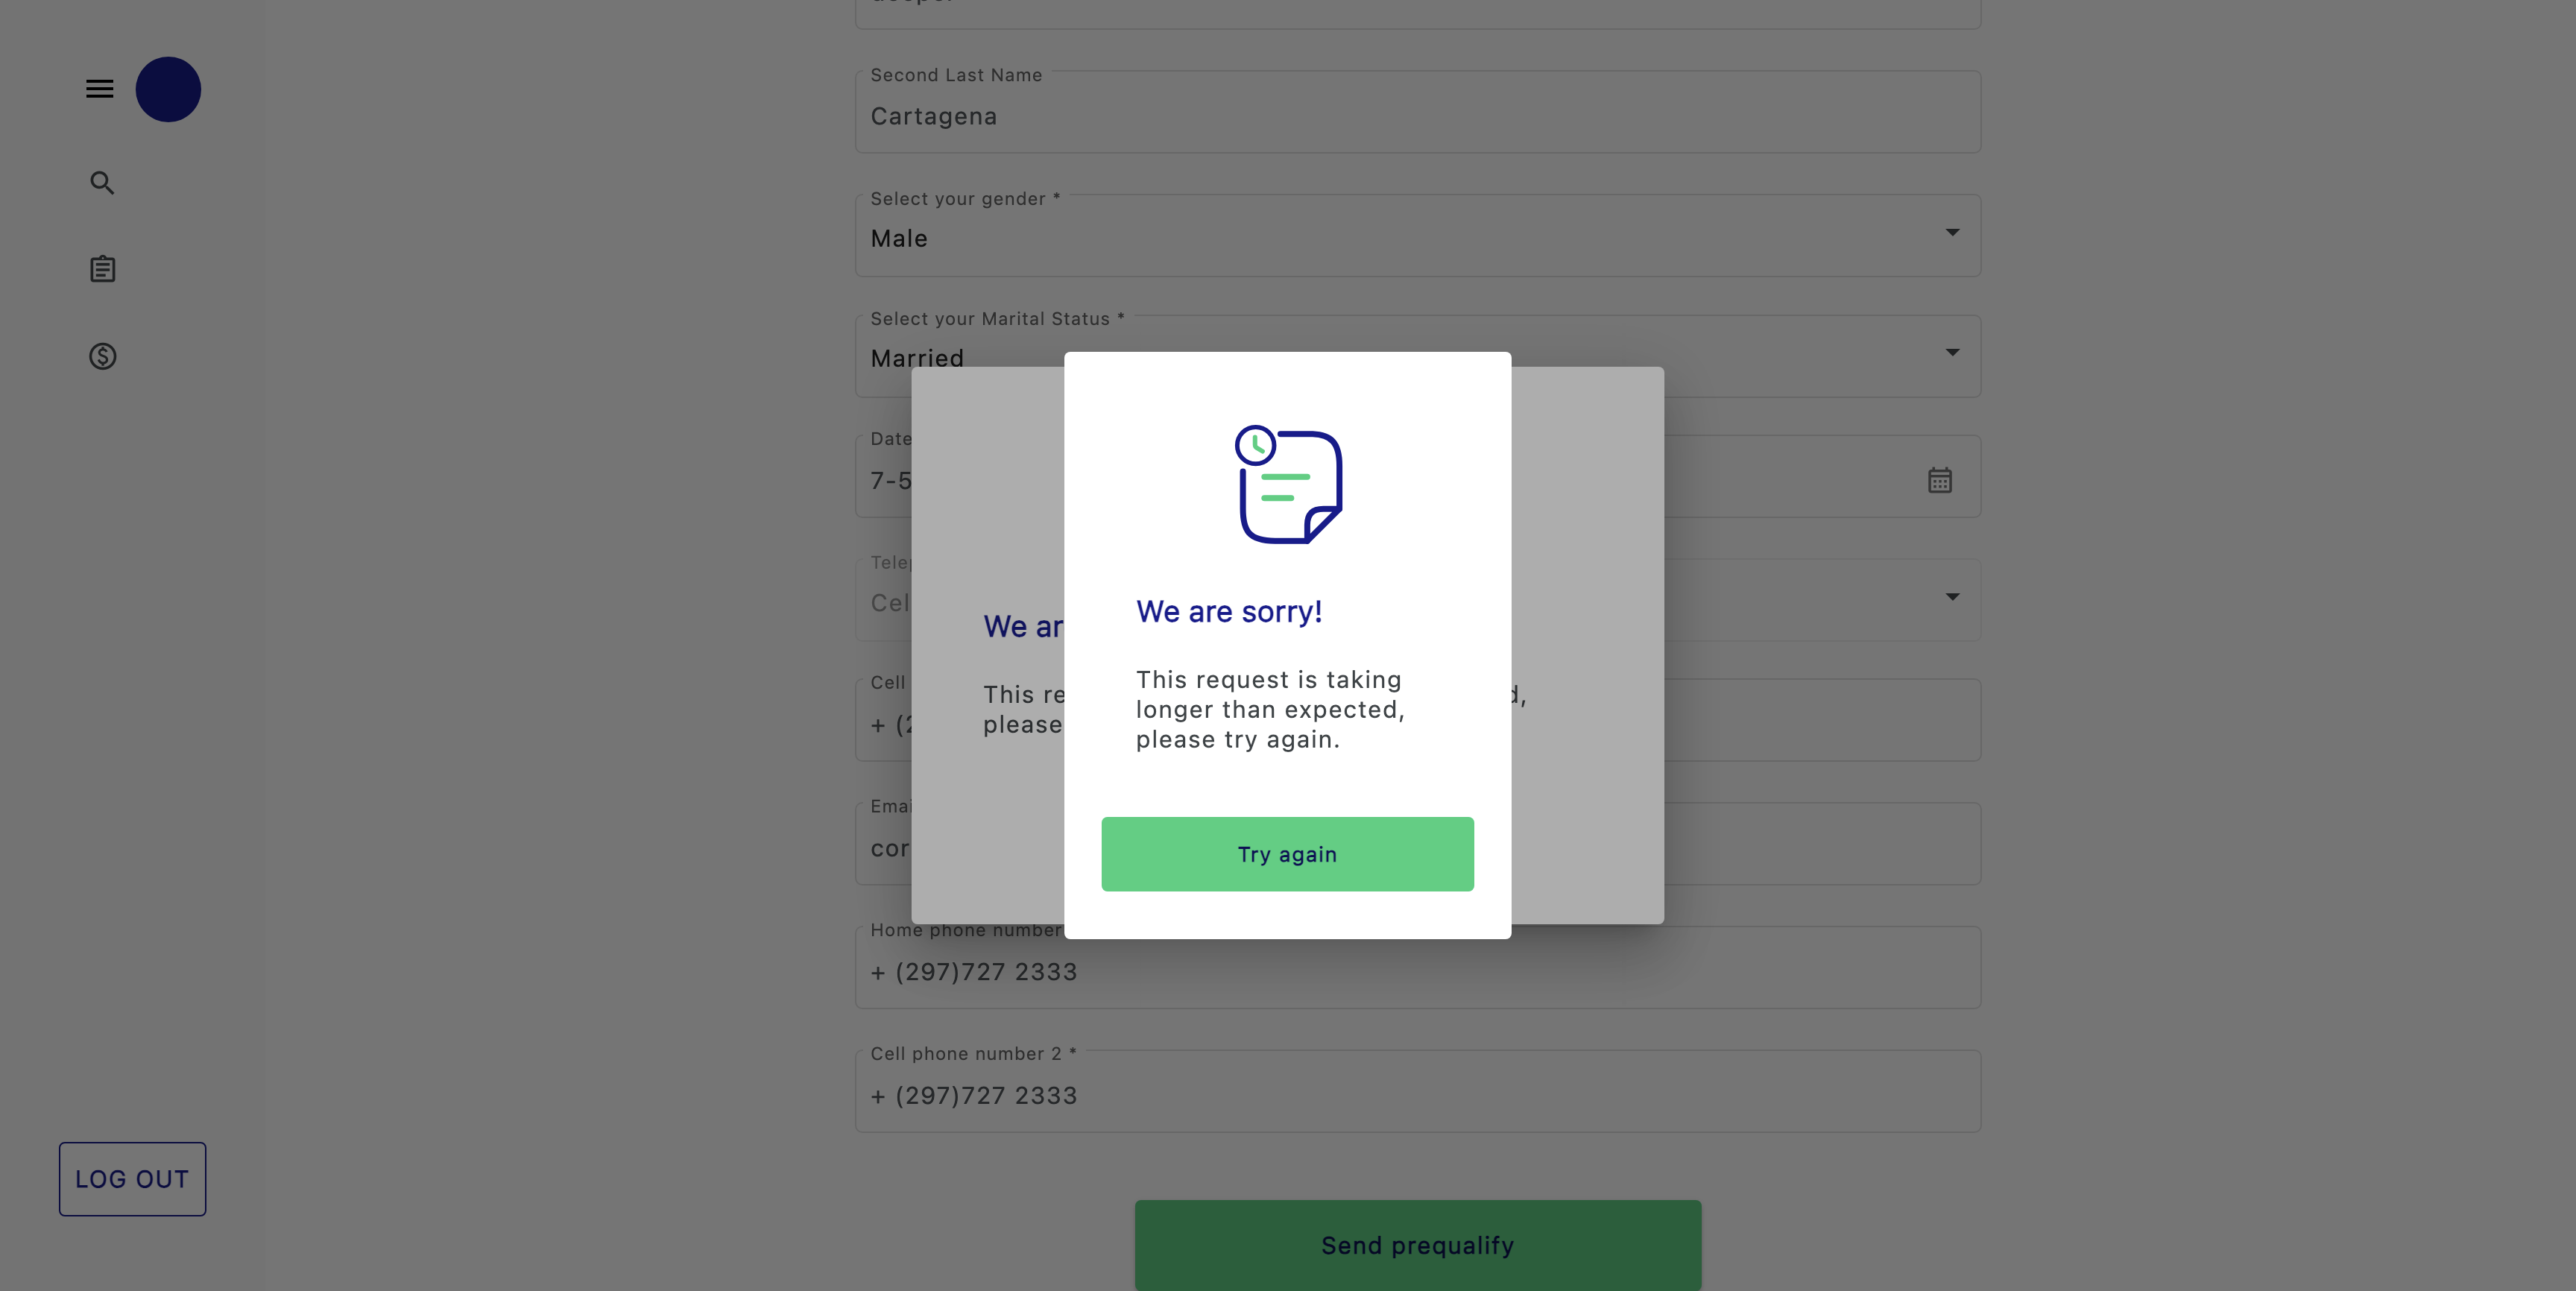 Second Last Name
Cartagena
Select your gender *
Male
Select your Marital Status *
Married
Date
7-5
Cel
We ar
This re
d,
please
Cell
+ (2
We are sorry!
This request is taking
longer than expected,
please try again.
Try again
Emai
cor
Home phone number
+ (297)727 2333
Cell phone number 2 *
+ (297)727 2333
LOG OUT
Send prequalify